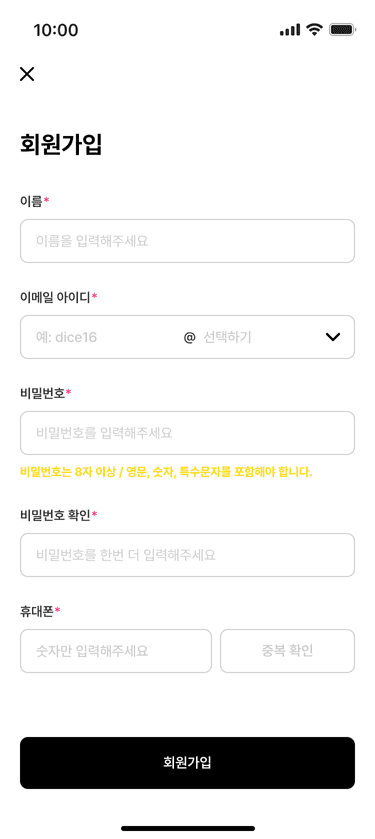 10:00
회원가입
이름*
이름을 입력해주세요
이메일 아이디*
예: dice16 @ 선택하기
비밀번호*
비밀번호를 입력해주세요
비밀번호는 8자 이상 / 영문, 숫자, 특수문자를 포함해야 합니다.
비밀번호 확인*
비밀번호를 한번 더 입력해주세요
휴대폰*
숫자만 입력해주세요 중복 확인
회원가입